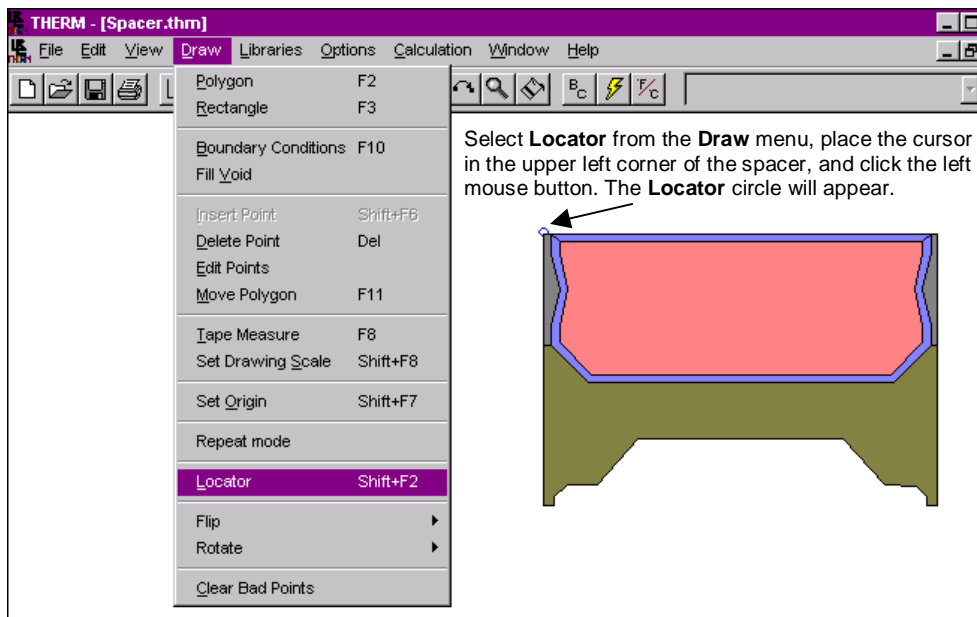 THERM - [Spacer.thm]
File Edit View Draw Libraries Options Calculation Window Help
Polygon F2
Rectangle F3
Boundary Conditions F10
Fill Void
Insert Point Shift+F6
Delete Point Del
Edit Points
Move Polygon F11
Tape Measure F8
Set Drawing Scale Shift+F8
Set Origin Shift+F7
Repeat mode
Locator Shift+F2
Flip
Rotate
Clear Bad Points
BC
F/C
Select Locator from the Draw menu, place the cursor
in the upper left corner of the spacer, and click the left
mouse button. The Locator circle will appear.